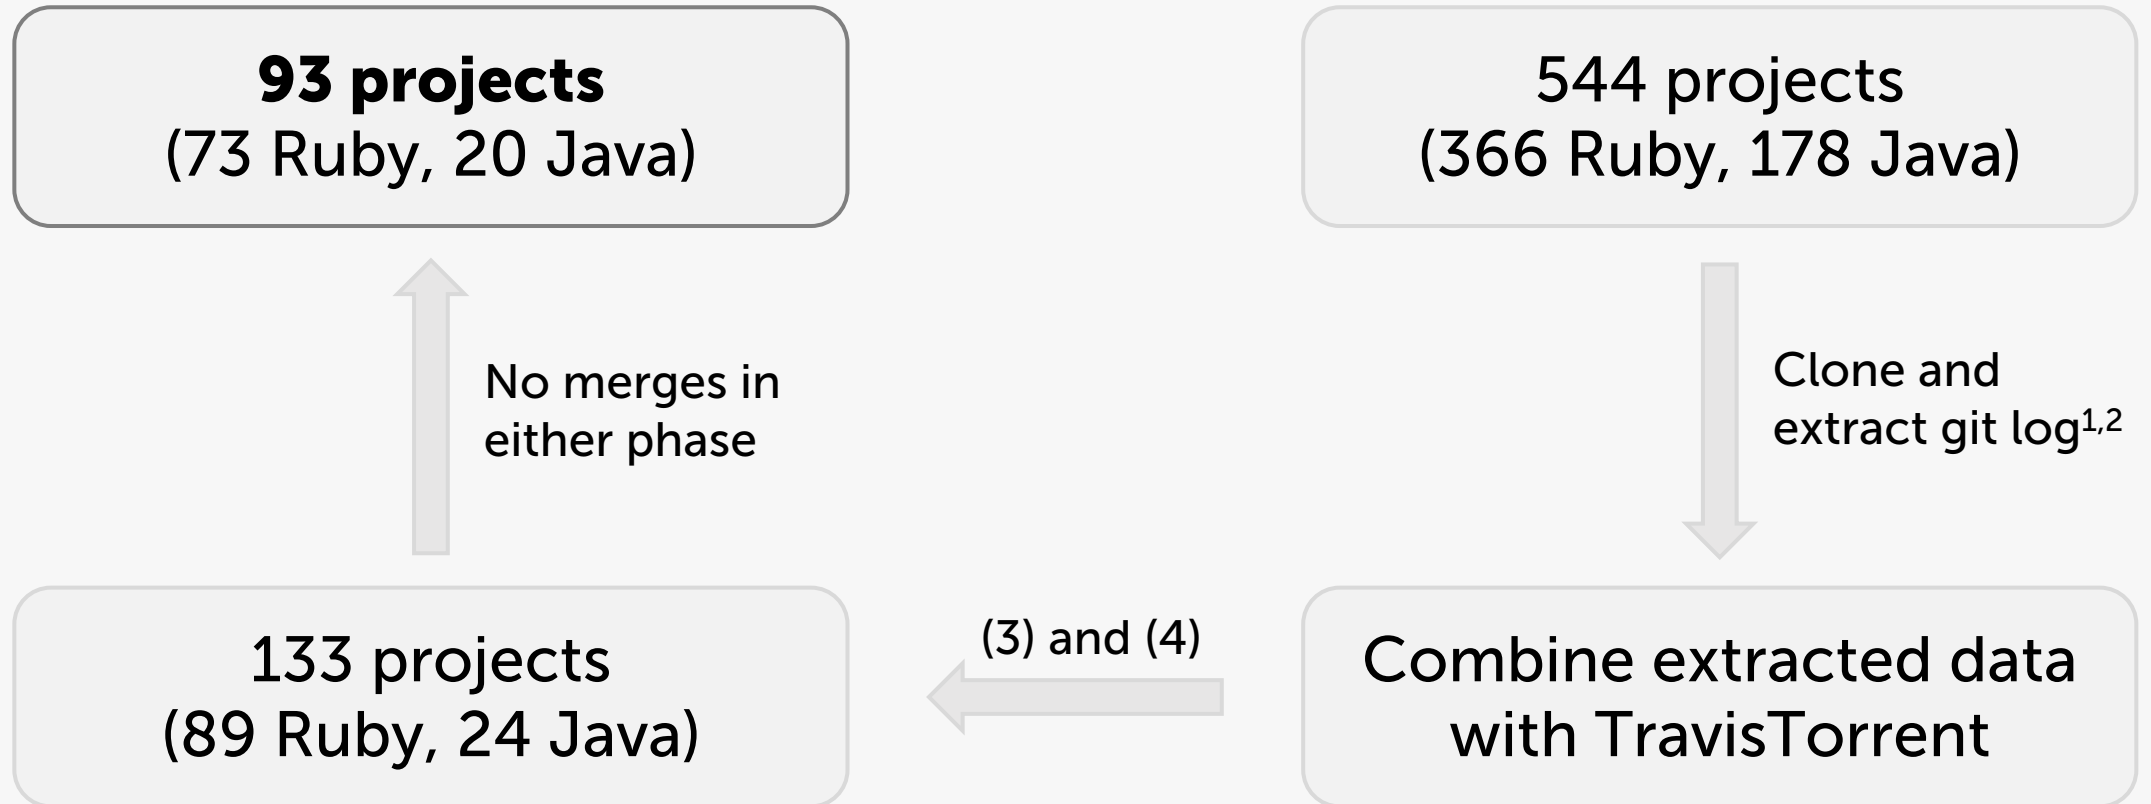 93 projects
(73 Ruby, 20 Java)
544 projects
(366 Ruby, 178 Java)
No merges in
either phase
Clone and
extract git log1,2
133 projects
(89 Ruby, 24 Java)
(3) and (4)
Combine extracted data
with TravisTorrent